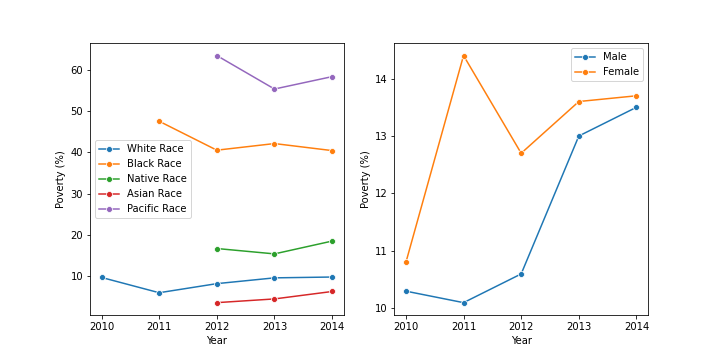 60
50
40
30
20
10
Poverty (%)
White Race
Black Race
Native Race
Asian Race
Pacific Race
2010 2011 2012 2013 2014
Year
14
13
12
11
10
Poverty (%)
Male
Female
2010 2011 2012 2013 2014
Year